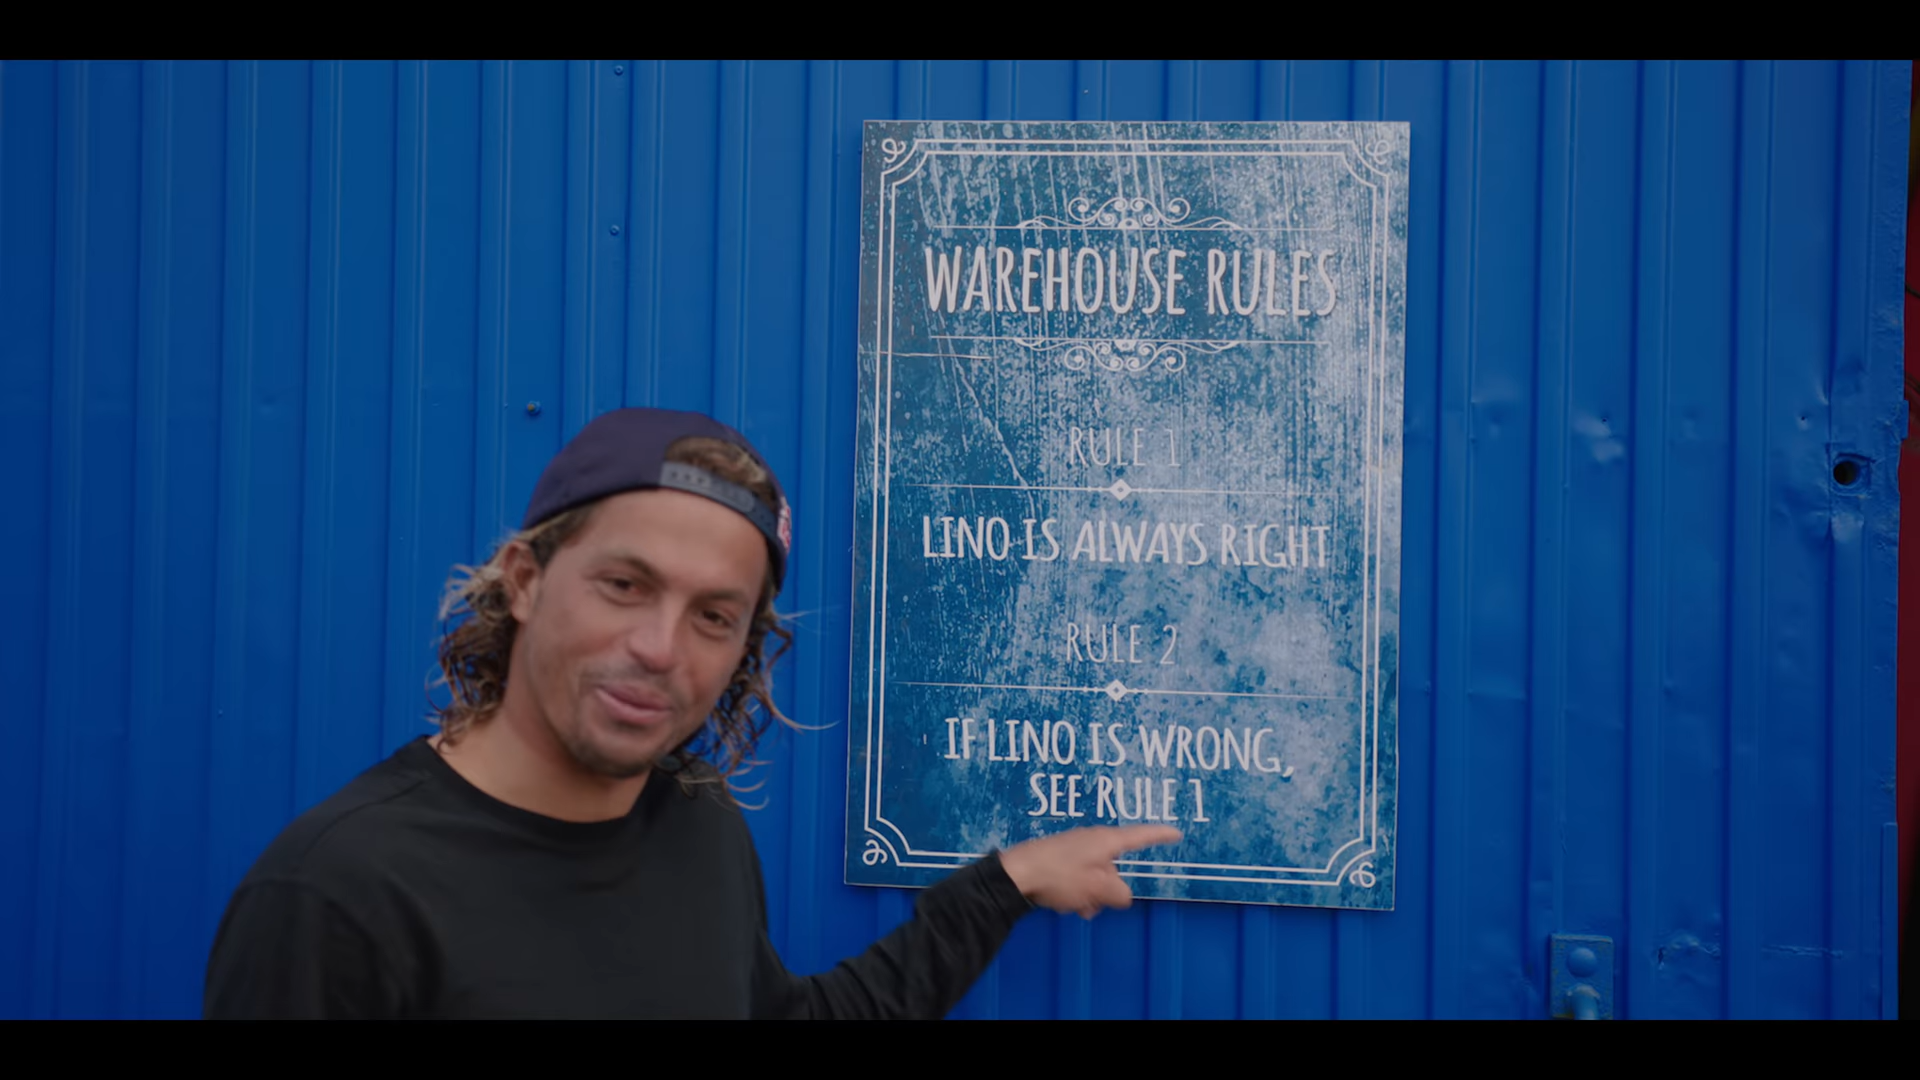 WAREHOUSE RULES
RULE 1
LINO IS ALWAYS RIGHT
RULE 2
IF LINO IS WRONG,
SEE RULE 1